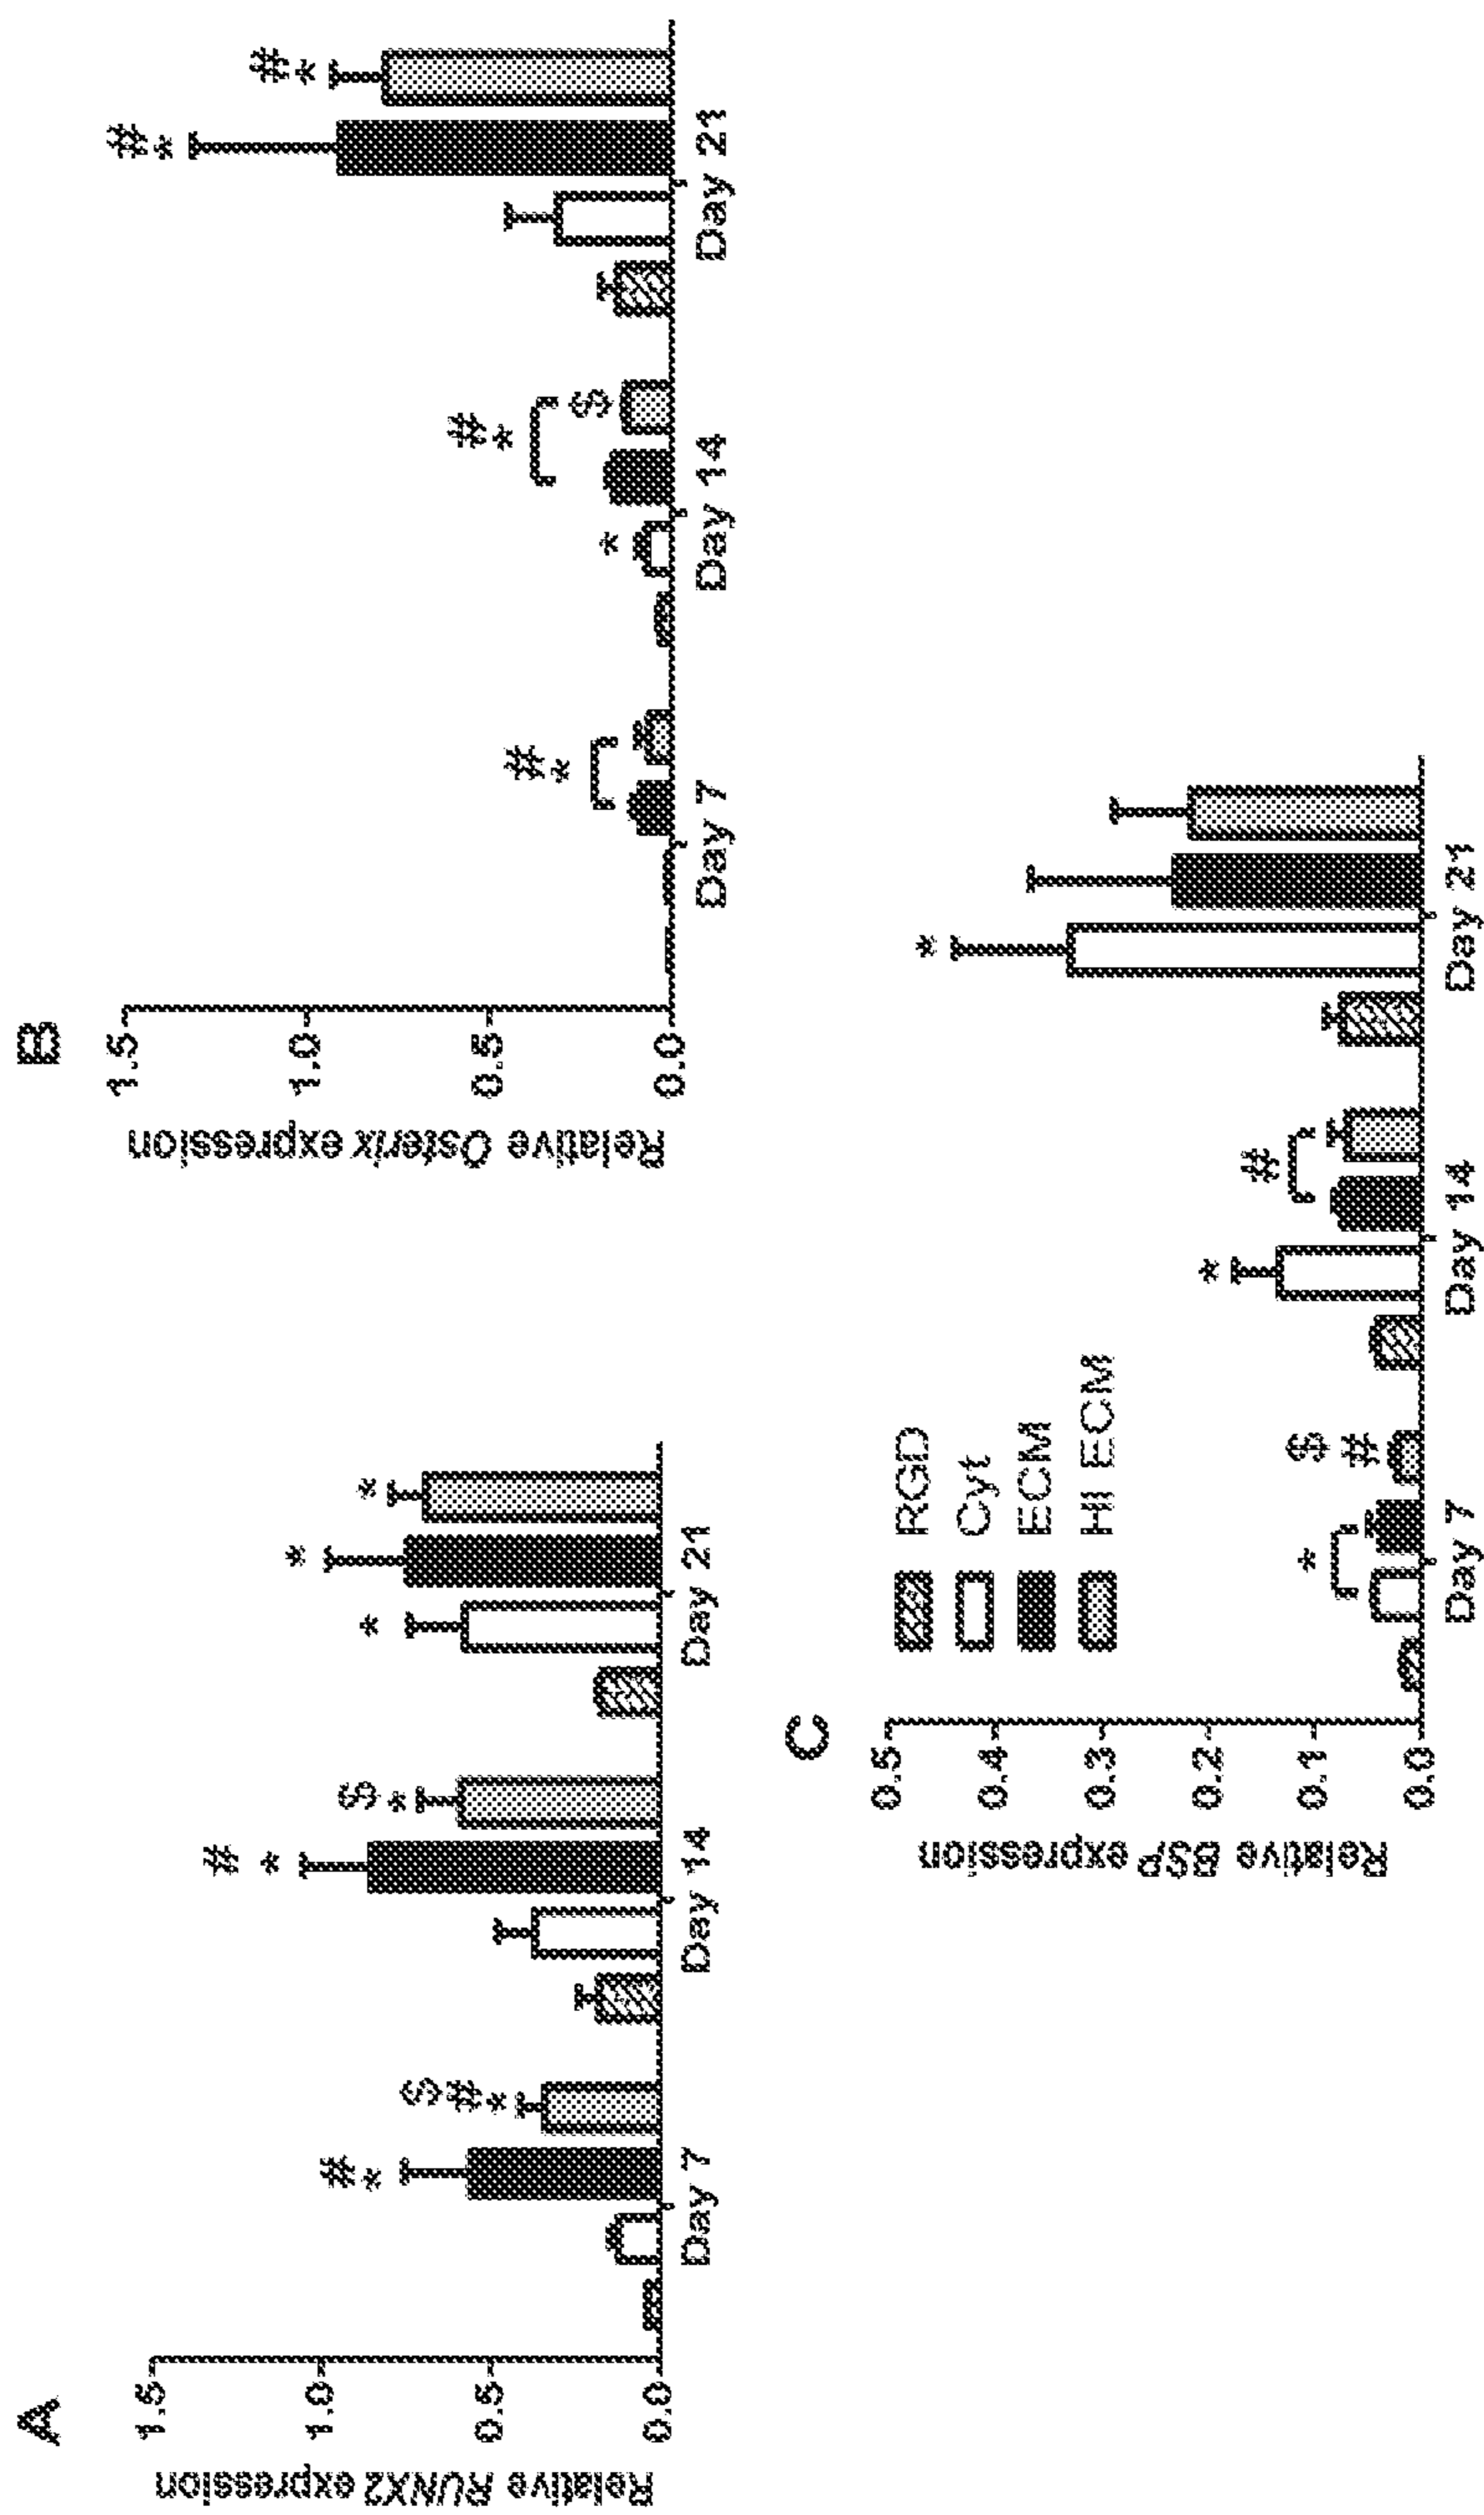 A
Relative RUNX2 expression
1.5
1.0
0.5
0.0
# *
$ # *
# *
$ *
*
*
*
Day 7
Day 14
Day 21
B
Relative Osterix expression
1.5
1.0
0.5
0.0
# *
*
# *
$
# *
# *
Day 7
Day 14
Day 21
C
Relative BSP expression
0.5
0.4
0.3
0.2
0.1
0.0
RGD
Cyt
ECM
HI ECM
*
$ #
*
#
*
Day 7
Day 14
Day 21